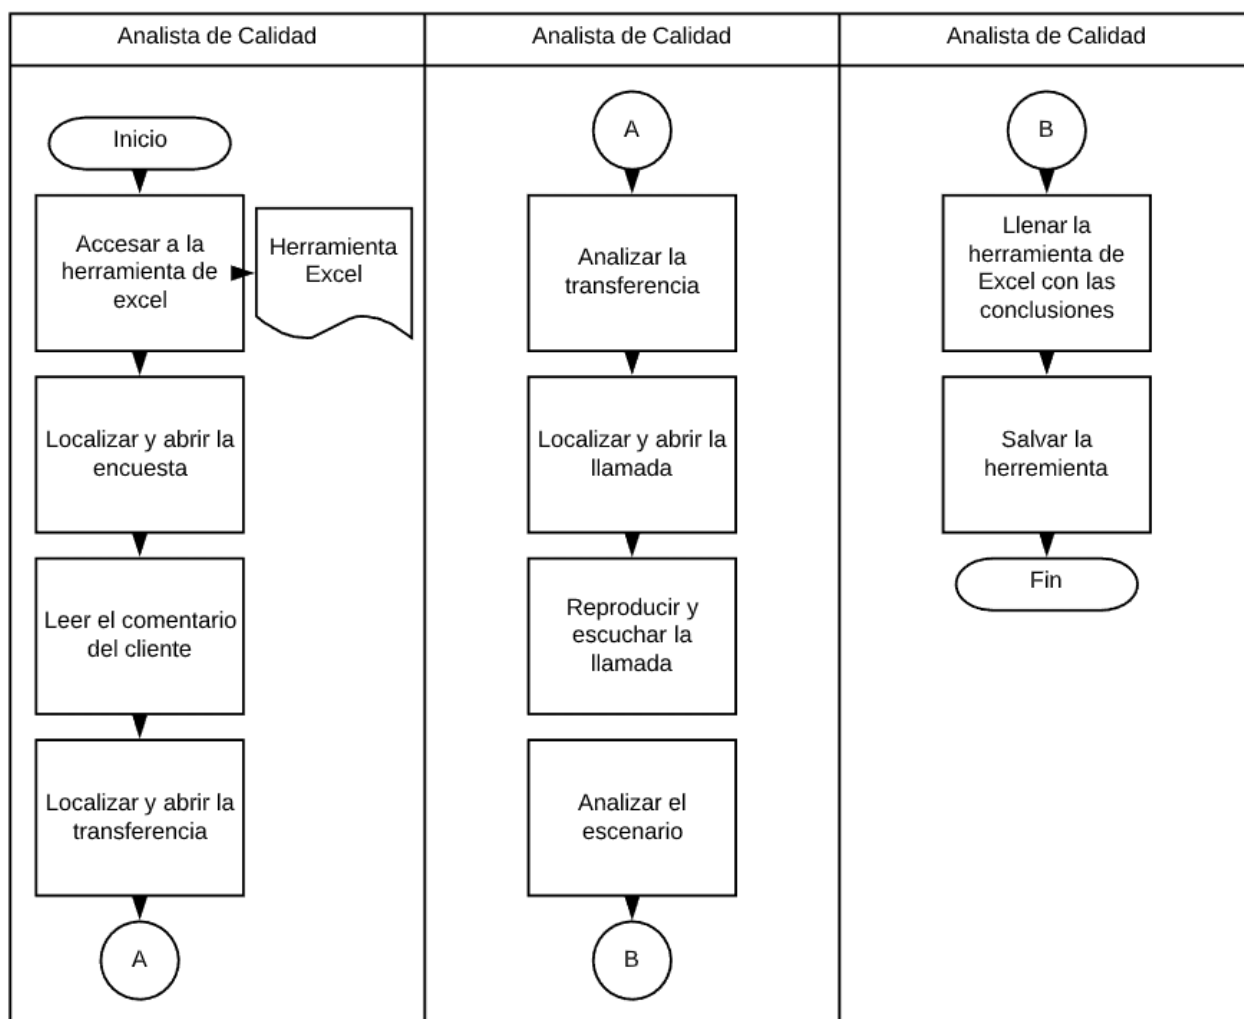 Analista de Calidad
Inicio
Accesar a la
herramienta de
excel
Herramienta
Excel
Localizar y abrir la
encuesta
Leer el comentario
del cliente
Localizar y abrir la
transferencia
A
Analista de Calidad
A
Analizar la
transferencia
Localizar y abrir la
llamada
Reproducir y
escuchar la
llamada
Analizar el
escenario
B
Analista de Calidad
B
Llenar la
herramienta de
Excel con las
conclusiones
Salvar la
herremienta
Fin